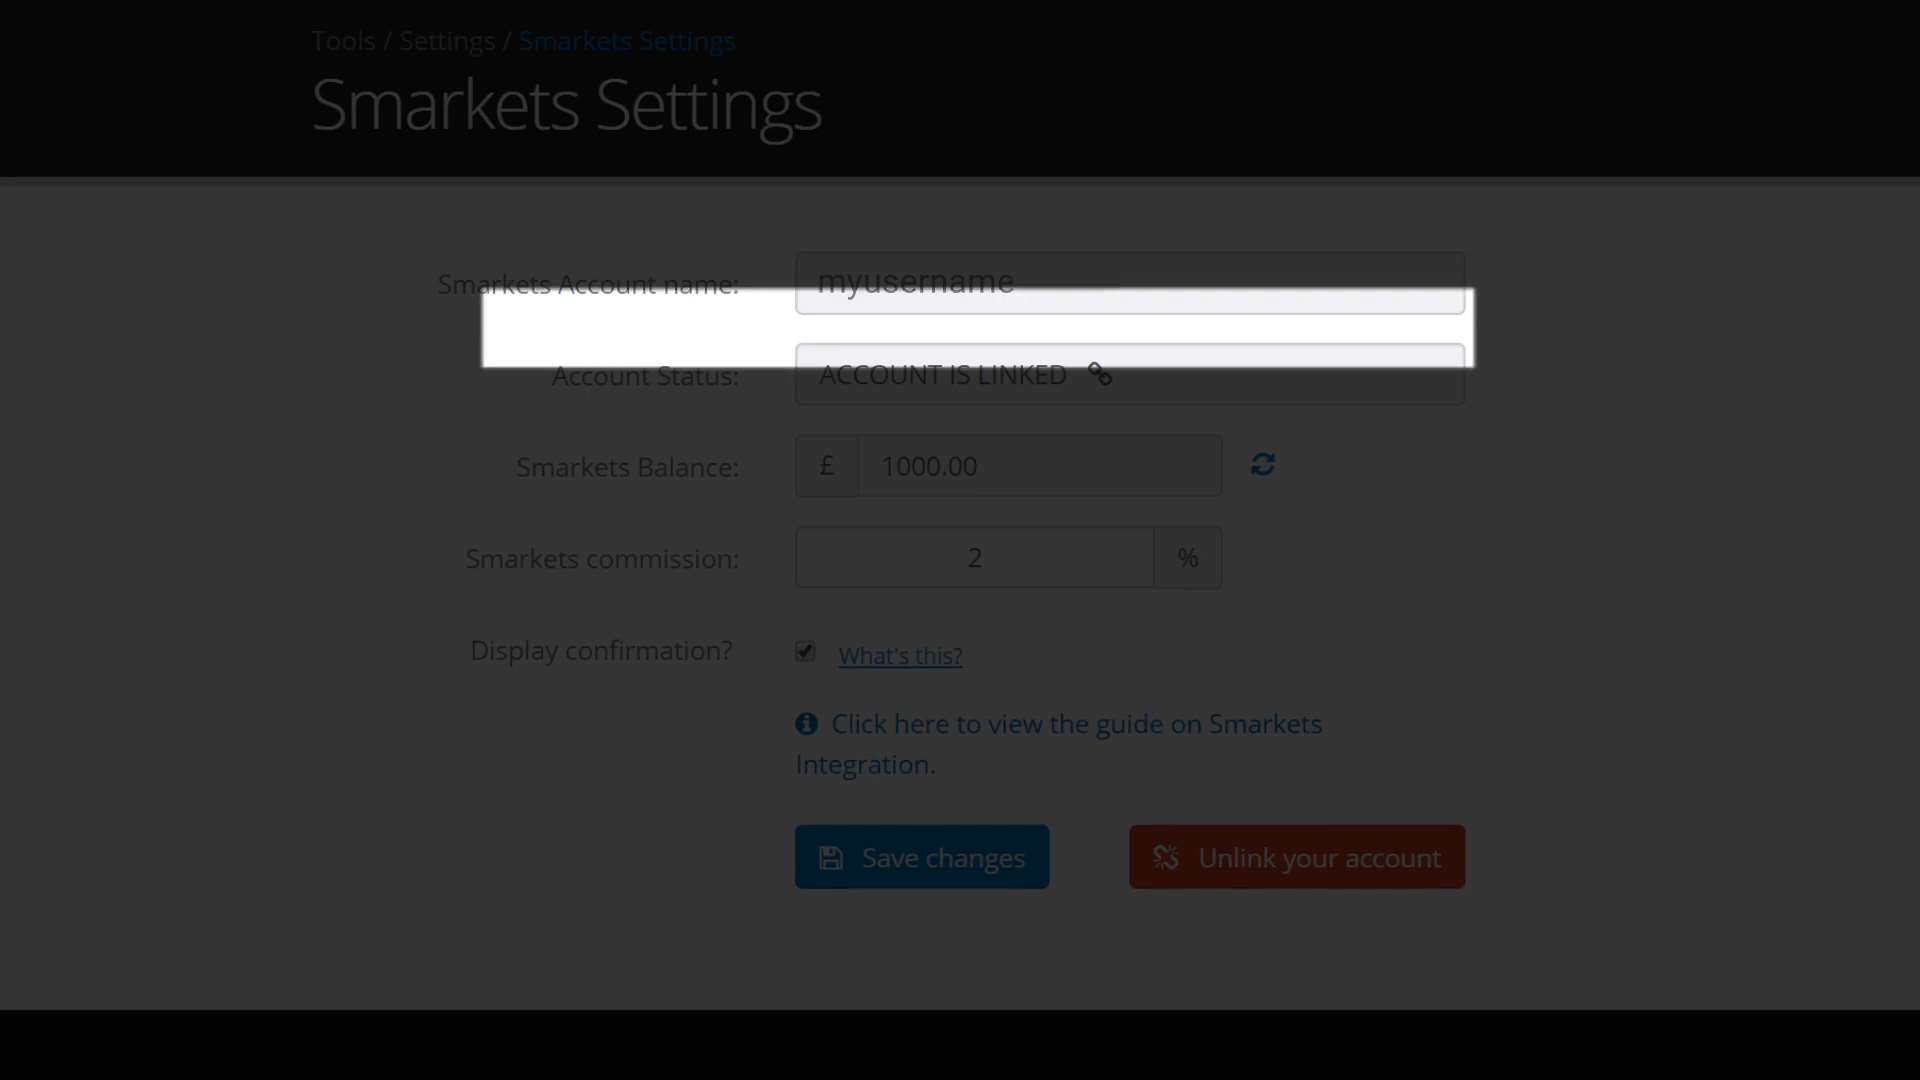 Tools / Settings / Smarkets Settings
Smarkets Settings
Smarkets Account name: myusername
Account Status: ACCOUNT IS LINKED
Smarkets Balance: £ 1000.00
Smarkets commission: 2 %
Display confirmation? What's this?
Click here to view the guide on Smarkets
Integration.
Save changes Unlink your account